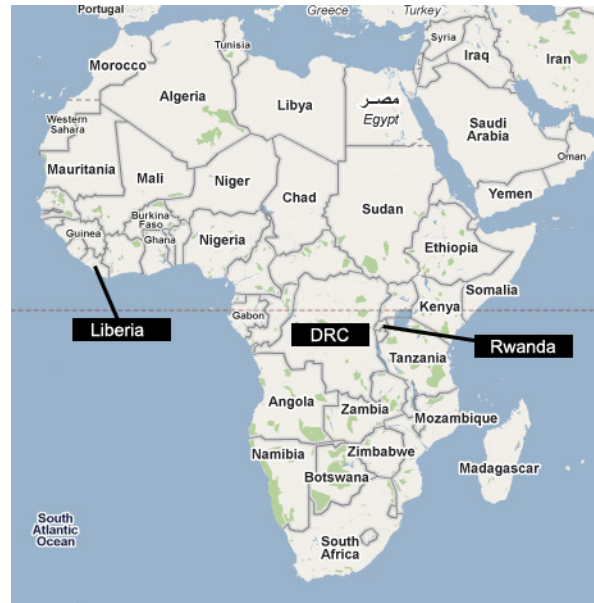 Portugal
Greece
Turkey
Tunisia
Syria
Morocco
Iraq
Iran
Algeria
Libya
مصر
Egypt
Western
Sahara
Saudi
Arabia
Oman
Mauritania
Mali
Niger
Chad
Sudan
Yemen
Burkina
Faso
Guinea
Ghana
Nigeria
Ethiopia
Somalia
Kenya
Gabon
Liberia
DRC
Rwanda
Tanzania
Angola
Zambia
Mozambique
Namibia
Zimbabwe
Botswana
Madagascar
South
Atlantic
Ocean
South
Africa